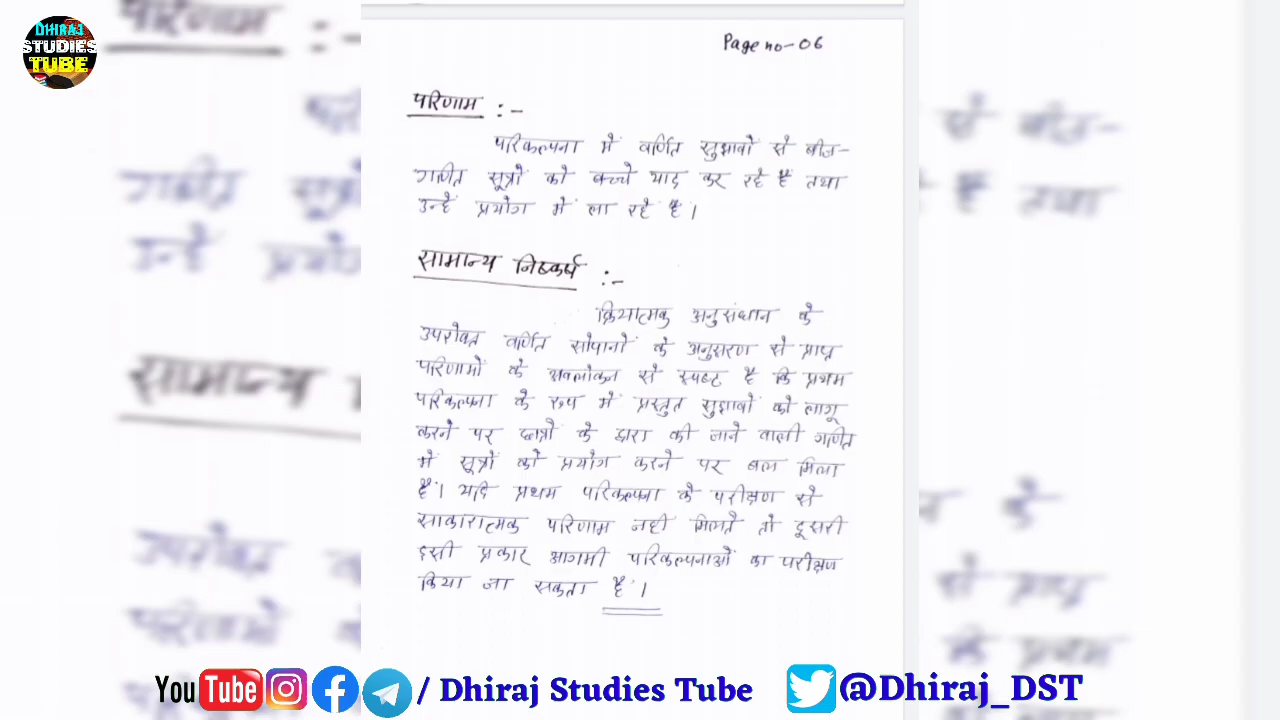 DHIRAJ
STUDIES
TUBE
Page no-06
परिणाम :-
परिकल्पना में वर्णित सुझावों से बीज-
गणित सूत्रों को बच्चे याद कर रहे हैं तथा
उन्हें प्रयोग में ला रहे हैं।
सामान्य निष्कर्ष :-
क्रियात्मक अनुसंधान के
उपरोक्त वर्णित सोपानों के अनुसरण से प्राप्त
परिणामों के अवलोकन से स्पष्ट है कि प्रथम
परिकल्पना के रूप में प्रस्तुत सुझावों को लागू
करने पर छात्रों के द्वारा की जाने वाली गणित
में सूत्रों को प्रयोग करने पर बल मिला
है। यदि प्रथम परिकल्पना के परीक्षण से
साकारात्मक परिणाम नही मिलते तो दूसरी
इसी प्रकार आगमी परिकल्पनाओं का परीक्षण
किया जा सकता है।
YouTube / Dhiraj Studies Tube @Dhiraj_DST